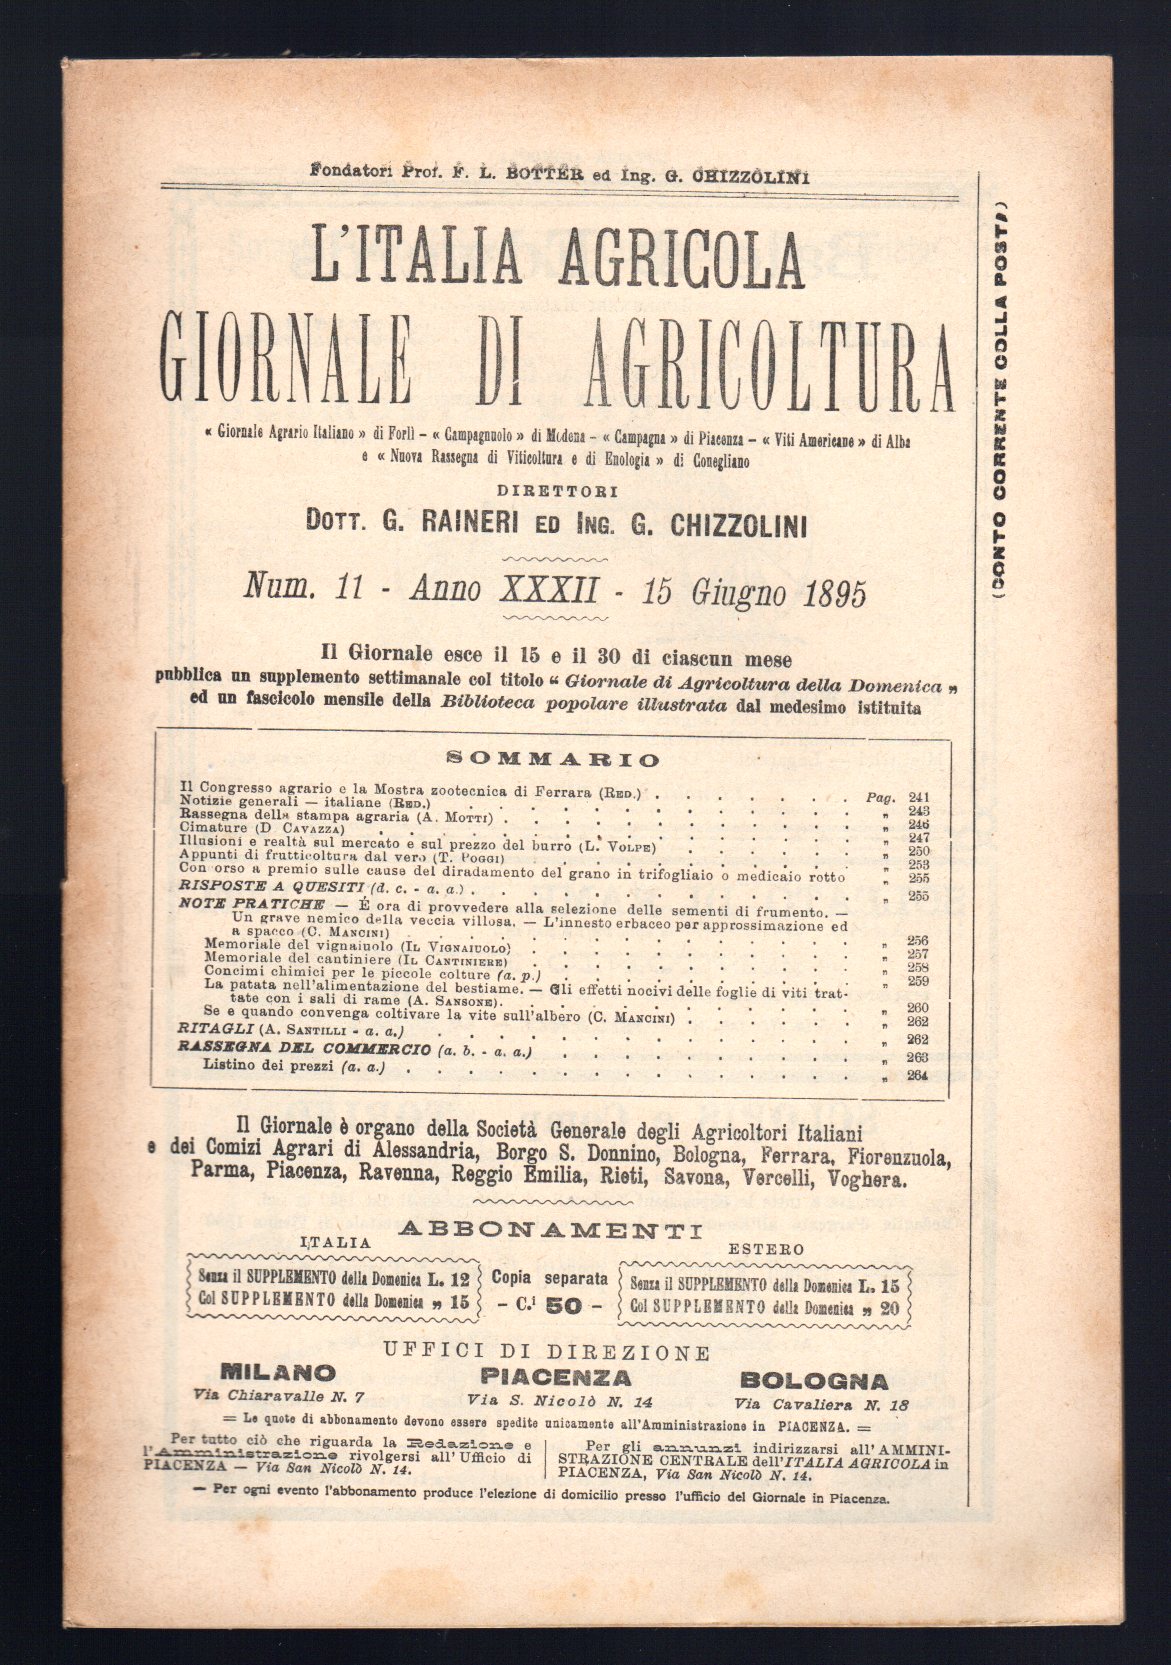 Fondatori Prof. F. L. BOTTER ed Ing. G. CHIZZOLINI
L'ITALIA AGRICOLA
GIORNALE DI AGRICOLTURA
« Giornale Agrario Italiano » di Forlì – « Campagnuolo » di Modena – « Campagna » di Piacenza – « Viti Americane » di Alba
e « Nuova Rassegna di Viticoltura e di Enologia » di Conegliano
DIRETTORI
DOTT. G. RAINERI ED ING. G. CHIZZOLINI
Num. 11 - Anno XXXII - 15 Giugno 1895
Il Giornale esce il 15 e il 30 di ciascun mese
pubblica un supplemento settimanale col titolo “ Giornale di Agricoltura della Domenica „
ed un fascicolo mensile della Biblioteca popolare illustrata dal medesimo istituita
SOMMARIO
Il Congresso agrario e la Mostra zootecnica di Ferrara (RED.) . . . . . . . Pag. 241
Notizie generali — italiane (RED.) . . . . . . . „ 243
Rassegna della stampa agraria (A. MOTTI) . . . . . . . „ 246
Cimature (D CAVAZZA) . . . . . . . „ 247
Illusioni e realtà sul mercato e sul prezzo del burro (L. VOLPE) . . . . . . „ 250
Appunti di frutticoltura dal vero (T. POGGI) . . . . . . „ 253
Con orso a premio sulle cause del diradamento del grano in trifogliaio o medicaio rotto „ 255
RISPOSTE A QUESITI (d. c. - a. a.) . . . . . . . „ 255
NOTE PRATICHE — È ora di provvedere alla selezione delle sementi di frumento. —
Un grave nemico della veccia villosa. — L'innesto erbaceo per approssimazione ed
a spacco (C. MANCINI) . . . . . . . „ 256
Memoriale del vignaiuolo (IL VIGNAIUOLO) . . . . . . . „ 257
Memoriale del cantiniere (IL CANTINIERE) . . . . . . . „ 258
Concimi chimici per le piccole colture (a. p.) . . . . . . . „ 259
La patata nell'alimentazione del bestiame. — Gli effetti nocivi delle foglie di viti trat-
tate con i sali di rame (A. SANSONE). . . . . . . „ 260
Se e quando convenga coltivare la vite sull'albero (C. MANCINI) . . . . . . „ 262
RITAGLI (A. SANTILLI - a. a.) . . . . . . . „ 262
RASSEGNA DEL COMMERCIO (a. b. - a. a.) . . . . . . . „ 263
Listino dei prezzi (a. a.) . . . . . . . „ 264
Il Giornale è organo della Società Generale degli Agricoltori Italiani
e dei Comizi Agrari di Alessandria, Borgo S. Donnino, Bologna, Ferrara, Fiorenzuola,
Parma, Piacenza, Ravenna, Reggio Emilia, Rieti, Savona, Vercelli, Voghera.
ABBONAMENTI
ITALIA
Senza il SUPPLEMENTO della Domenica L. 12
Col SUPPLEMENTO della Domenica „ 15
Copia separata
– C.i 50 –
ESTERO
Senza il SUPPLEMENTO della Domenica L. 15
Col SUPPLEMENTO della Domenica „ 20
UFFICI DI DIREZIONE
MILANO
Via Chiaravalle N. 7
PIACENZA
Via S. Nicolò N. 14
BOLOGNA
Via Cavaliera N. 18
= Le quote di abbonamento devono essere spedite unicamente all'Amministrazione in PIACENZA. =
Per tutto ciò che riguarda la Redazione e
l'Amministrazione rivolgersi all'Ufficio di
PIACENZA — Via San Nicolò N. 14.
Per gli annunzi indirizzarsi all'AMMINI-
STRAZIONE CENTRALE dell'ITALIA AGRICOLA in
PIACENZA, Via San Nicolò N. 14.
— Per ogni evento l'abbonamento produce l'elezione di domicilio presso l'ufficio del Giornale in Piacenza.
(CONTO CORRENTE COLLA POSTA)